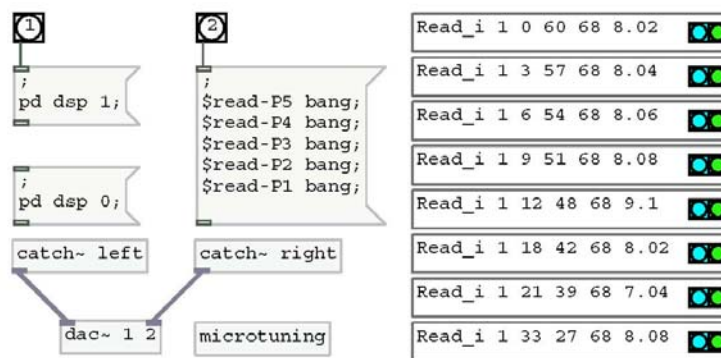 1
;
pd dsp 1;
;
pd dsp 0;
catch~ left
2
;
$read-P5 bang;
$read-P4 bang;
$read-P3 bang;
$read-P2 bang;
$read-P1 bang;
catch~ right
dac~ 1 2
microtuning
Read_i 1 0 60 68 8.02
Read_i 1 3 57 68 8.04
Read_i 1 6 54 68 8.06
Read_i 1 9 51 68 8.08
Read_i 1 12 48 68 9.1
Read_i 1 18 42 68 8.02
Read_i 1 21 39 68 7.04
Read_i 1 33 27 68 8.08